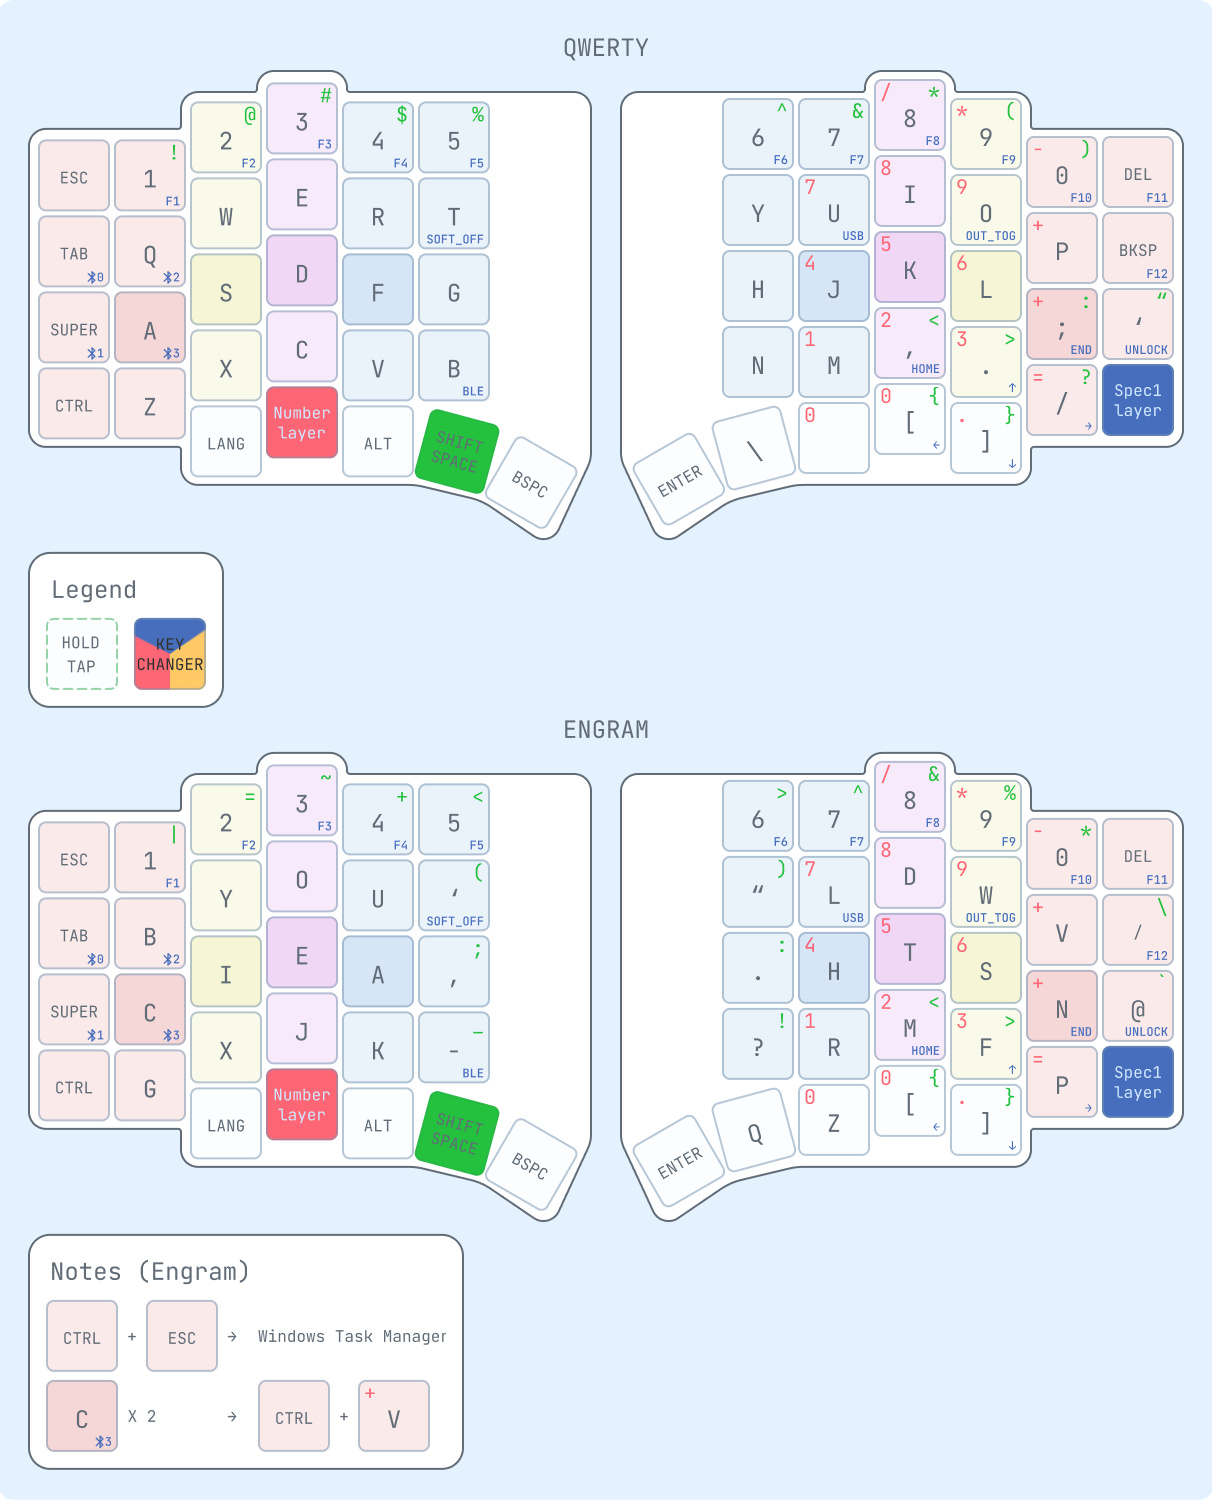 QWERTY
# / *
3 8
F3 F8
@ $ % ^ & * (
2 4 5 6 7 9
F2 F4 F5 F6 F7 F9
! - )
ESC 1 0 DEL
F1 F10 F11
E 8 I
W R T Y 7 U 9 O
SOFT_OFF USB OUT_TOG
TAB Q + P BKSP
0 2 F12
D 5 K
S F G H 4 J 6 L
SUPER A + ; : ‘ “
1 3 END UNLOCK
C 2 , <
HOME
X V B N 1 M 3 . >
BLE ↑
CTRL Z = / ? Spec1
→ layer
Number 0 [ {
layer ←
LANG ALT SHIFT 0 . ] }
SPACE ↓
BSPC ENTER \
Legend
HOLD KEY
TAP CHANGER
ENGRAM
~ / &
3 8
F3 F8
= + < > ^ * %
2 4 5 6 7 9
F2 F4 F5 F6 F7 F9
| - *
ESC 1 0 DEL
F1 F10 F11
O 8 D
Y U ‘ ( “ ) 7 L 9 W
SOFT_OFF USB OUT_TOG
TAB B + V / \
0 2 F12
E 5 T
I A , ; . : 4 H 6 S
SUPER C + N @ `
1 3 END UNLOCK
J 2 M <
HOME
X K - _ ? ! 1 R 3 F >
BLE ↑
CTRL G = P Spec1
→ layer
Number 0 [ {
layer ←
LANG ALT SHIFT Q 0 Z . ] }
SPACE ↓
BSPC ENTER
Notes (Engram)
CTRL + ESC → Windows Task Manager
C 3 X 2 → CTRL + + V